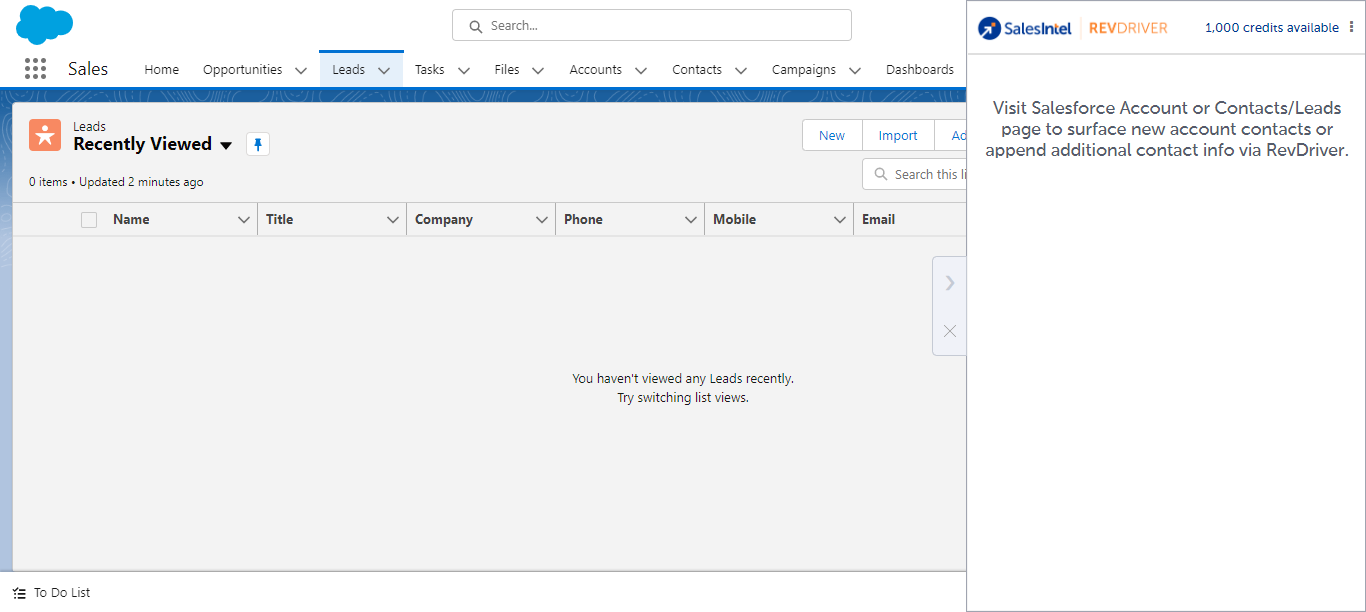 Search...
SalesIntel REVDRIVER 1,000 credits available
Sales Home Opportunities Leads Tasks Files Accounts Contacts Campaigns Dashboards
Visit Salesforce Account or Contacts/Leads
page to surface new account contacts or
append additional contact info via RevDriver.
Leads
Recently Viewed
New Import Ad
0 items • Updated 2 minutes ago
Search this li
Name Title Company Phone Mobile Email
You haven't viewed any Leads recently.
Try switching list views.
To Do List